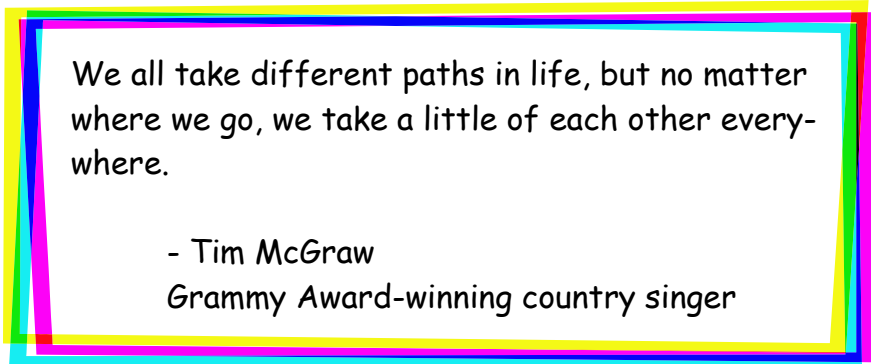 We all take different paths in life, but no matter
where we go, we take a little of each other every-
where.
- Tim McGraw
Grammy Award-winning country singer